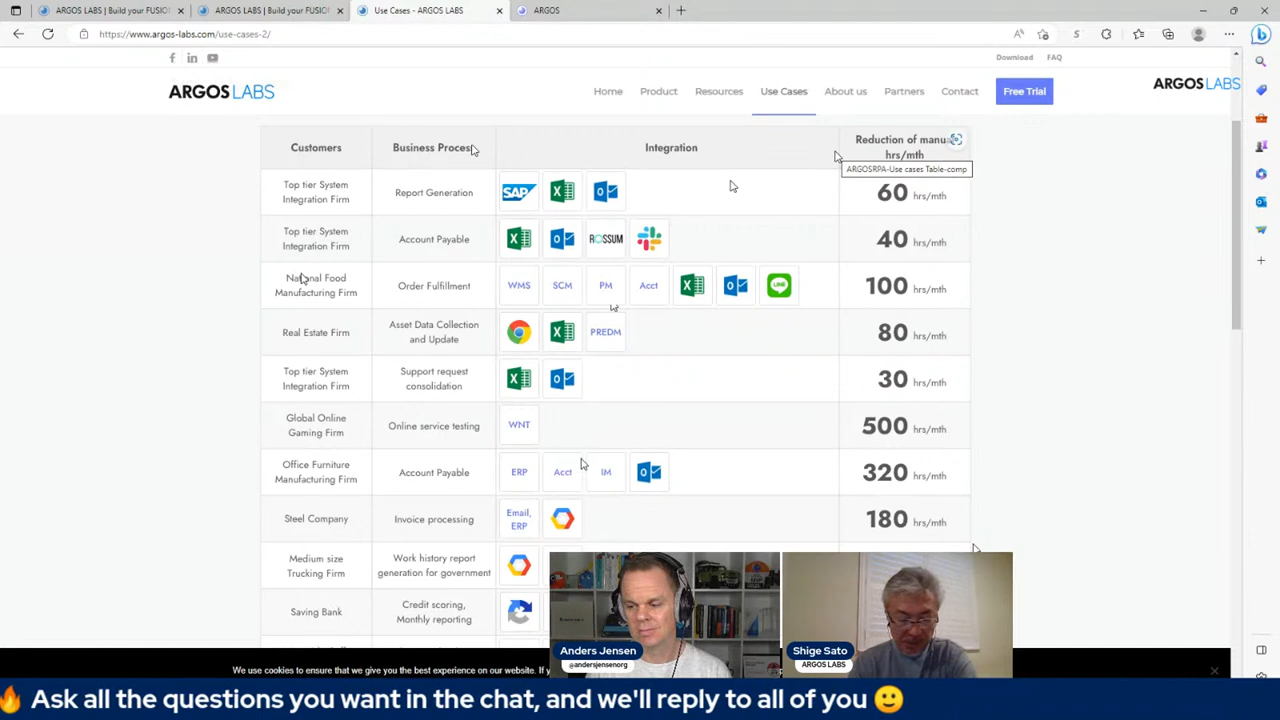 ARGOS LABS | Build your FUSION
ARGOS LABS | Build your FUSION
Use Cases - ARGOS LABS
ARGOS
https://www.argos-labs.com/use-cases-2/
Download
FAQ
ARGOS LABS
Home
Product
Resources
Use Cases
About us
Partners
Contact
Free Trial
ARGOS LABS
Customers
Business Process
Integration
Reduction of manual
hrs/mth
ARGOSRPA-Use cases Table-comp
Top tier System
Integration Firm
Report Generation
SAP
60 hrs/mth
Top tier System
Integration Firm
Account Payable
ROSSUM
40 hrs/mth
National Food
Manufacturing Firm
Order Fulfillment
WMS
SCM
PM
Acct
LINE
100 hrs/mth
Real Estate Firm
Asset Data Collection
and Update
PREDM
80 hrs/mth
Top tier System
Integration Firm
Support request
consolidation
30 hrs/mth
Global Online
Gaming Firm
Online service testing
WNT
500 hrs/mth
Office Furniture
Manufacturing Firm
Account Payable
ERP
Acct
IM
320 hrs/mth
Steel Company
Invoice processing
Email,
ERP
180 hrs/mth
Medium size
Trucking Firm
Work history report
generation for government
Saving Bank
Credit scoring,
Monthly reporting
We use cookies to ensure that we give you the best experience on our website. If
Anders Jensen
@andersjensenorg
Shige Sato
ARGOS LABS
🔥 Ask all the questions you want in the chat, and we'll reply to all of you 🙂